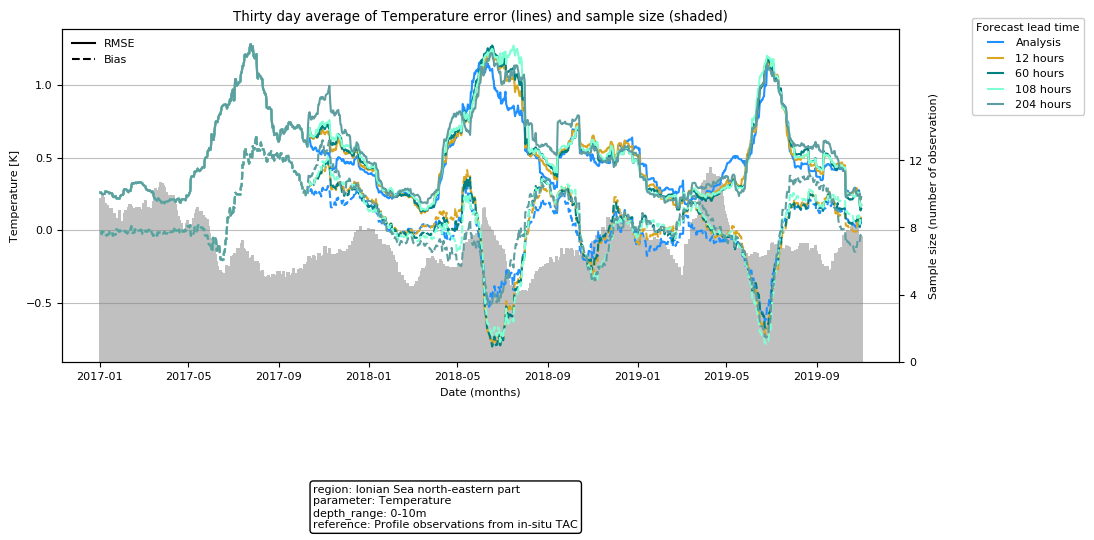 Thirty day average of Temperature error (lines) and sample size (shaded)
RMSE
Bias
Forecast lead time
Analysis
12 hours
60 hours
108 hours
204 hours
Temperature [K]
1.0
0.5
0.0
−0.5
Sample size (number of observation)
12
8
4
0
2017-01 2017-05 2017-09 2018-01 2018-05 2018-09 2019-01 2019-05 2019-09
Date (months)
region: Ionian Sea north-eastern part
parameter: Temperature
depth_range: 0-10m
reference: Profile observations from in-situ TAC